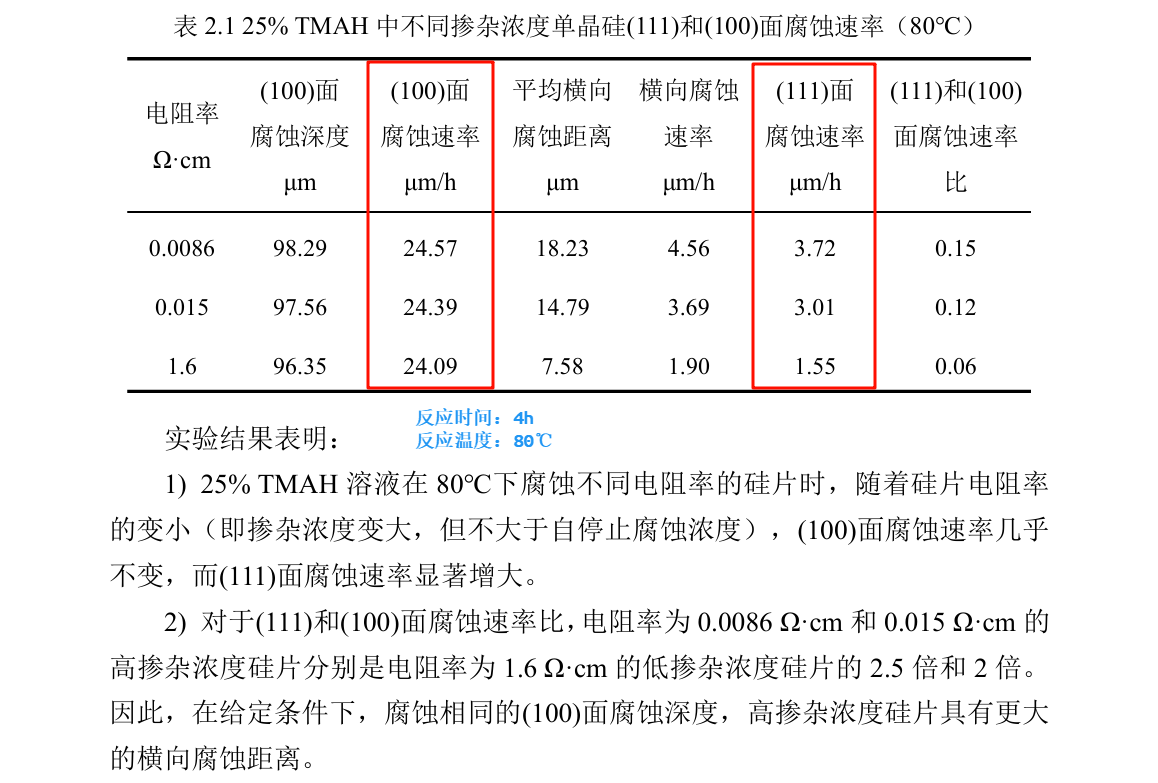 表 2.1 25% TMAH 中不同掺杂浓度单晶硅(111)和(100)面腐蚀速率（80℃）
电阻率 Ω·cm (100)面腐蚀深度 μm (100)面腐蚀速率 μm/h 平均横向腐蚀距离 μm 横向腐蚀速率 μm/h (111)面腐蚀速率 μm/h (111)和(100)面腐蚀速率比
0.0086 98.29 24.57 18.23 4.56 3.72 0.15
0.015 97.56 24.39 14.79 3.69 3.01 0.12
1.6 96.35 24.09 7.58 1.90 1.55 0.06
反应时间：4h
反应温度：80℃
实验结果表明：
1) 25% TMAH 溶液在 80℃下腐蚀不同电阻率的硅片时，随着硅片电阻率
的变小（即掺杂浓度变大，但不大于自停止腐蚀浓度），(100)面腐蚀速率几乎
不变，而(111)面腐蚀速率显著增大。
2) 对于(111)和(100)面腐蚀速率比，电阻率为 0.0086 Ω·cm 和 0.015 Ω·cm 的
高掺杂浓度硅片分别是电阻率为 1.6 Ω·cm 的低掺杂浓度硅片的 2.5 倍和 2 倍。
因此，在给定条件下，腐蚀相同的(100)面腐蚀深度，高掺杂浓度硅片具有更大
的横向腐蚀距离。